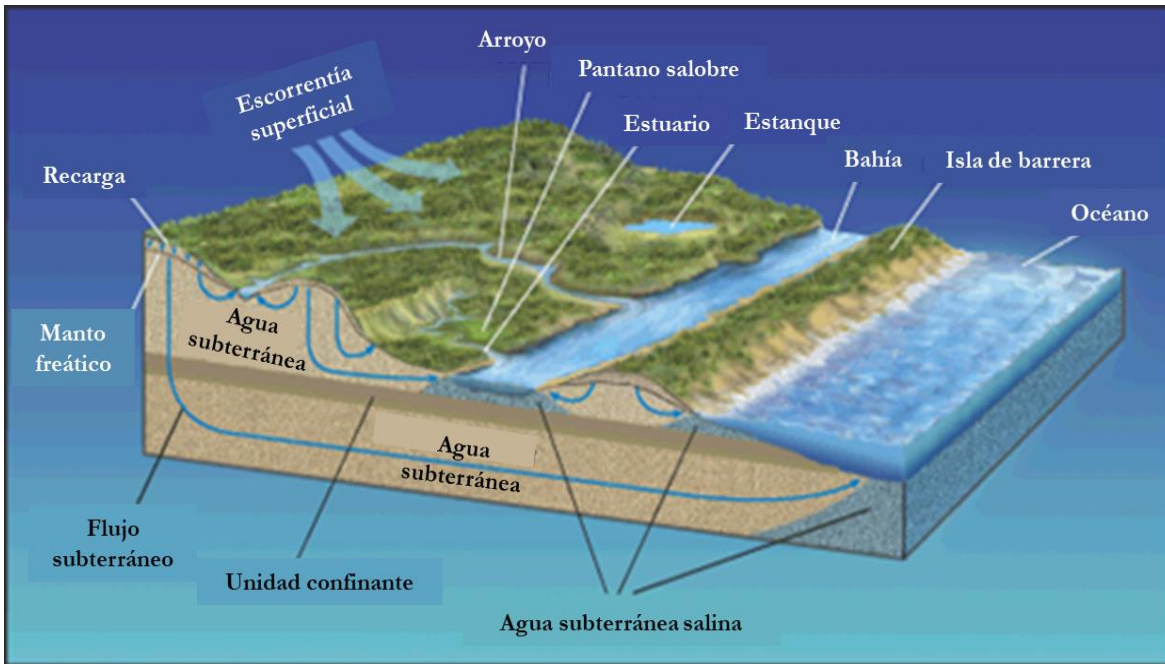 Arroyo
Pantano salobre
Escorrentía
superficial
Estuario
Estanque
Bahía
Isla de barrera
Recarga
Océano
Manto
freático
Agua
subterránea
Agua
subterránea
Flujo
subterráneo
Unidad confinante
Agua subterránea salina